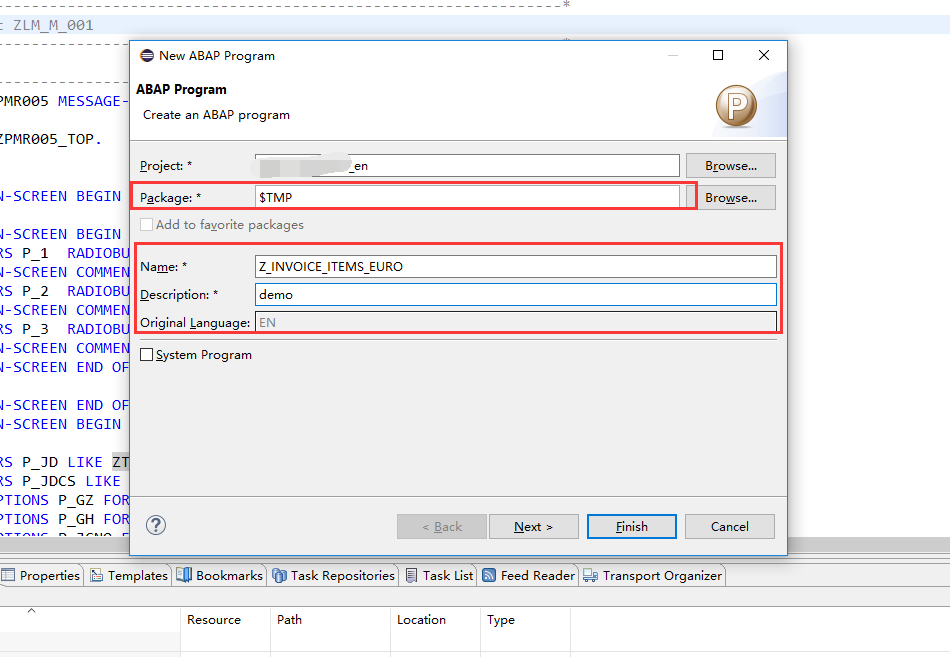 ZLM_M_001
New ABAP Program
ABAP Program
Create an ABAP program
PMR005 MESSAGE-
ZPMR005_TOP.
N-SCREEN BEGIN
N-SCREEN BEGIN
RS P_1 RADIOBU
N-SCREEN COMMEN
RS P_2 RADIOBU
N-SCREEN COMMEN
RS P_3 RADIOBU
N-SCREEN COMMEN
N-SCREEN END OF
N-SCREEN END OF
N-SCREEN BEGIN
RS P_JD LIKE ZT
RS P_JDCS LIKE
PTIONS P_GZ FOR
PTIONS P_GH FOR
Project: * _en Browse...
Package: * $TMP Browse...
Add to favorite packages
Name: * Z_INVOICE_ITEMS_EURO
Description: * demo
Original Language: EN
System Program
? < Back Next > Finish Cancel
Properties Templates Bookmarks Task Repositories Task List Feed Reader Transport Organizer
Resource Path Location Type